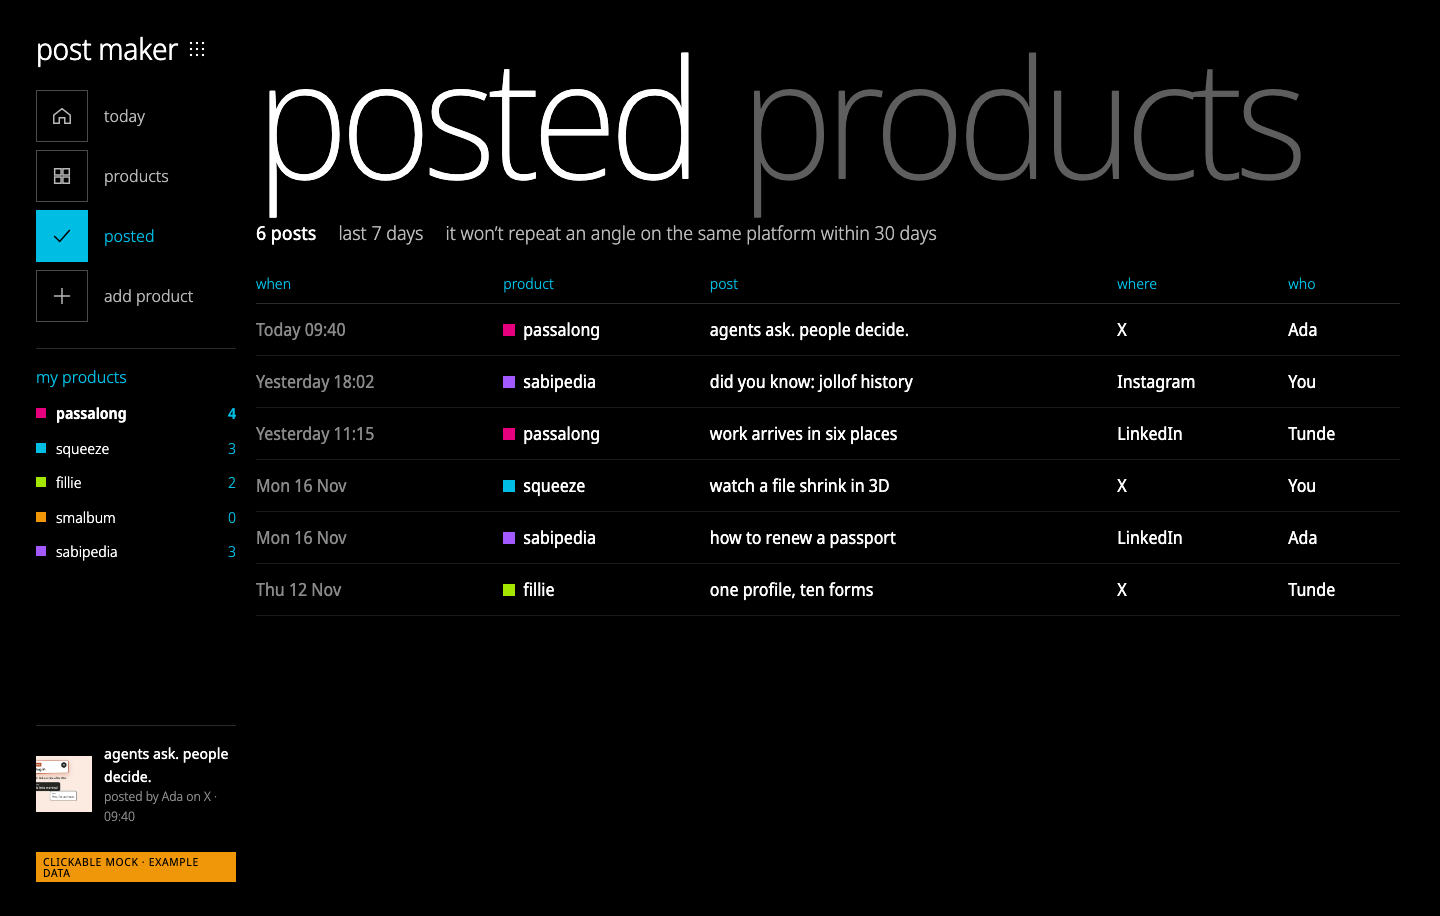 post maker
today
products
posted
add product
my products
passalong 4
squeeze 3
fillie 2
smalbum 0
sabipedia 3
agents ask. people
decide.
posted by Ada on X ·
09:40
CLICKABLE MOCK · EXAMPLE
DATA
posted products
6 posts last 7 days it won’t repeat an angle on the same platform within 30 days
when product post where who
Today 09:40 passalong agents ask. people decide. X Ada
Yesterday 18:02 sabipedia did you know: jollof history Instagram You
Yesterday 11:15 passalong work arrives in six places LinkedIn Tunde
Mon 16 Nov squeeze watch a file shrink in 3D X You
Mon 16 Nov sabipedia how to renew a passport LinkedIn Ada
Thu 12 Nov fillie one profile, ten forms X Tunde